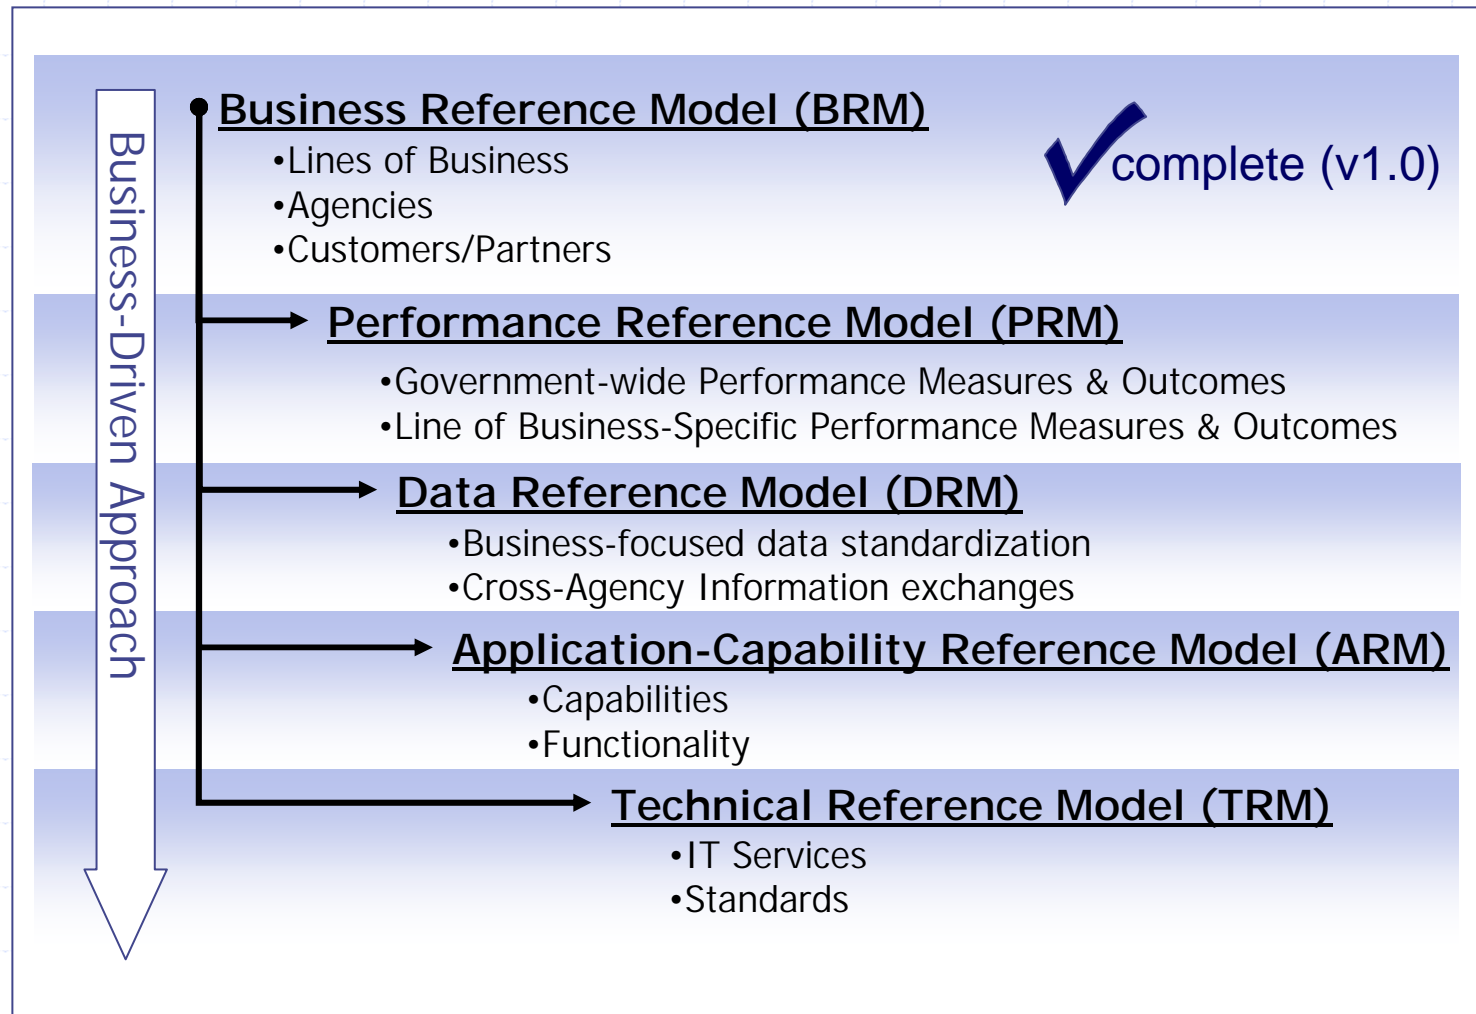 Business-Driven Approach
Business Reference Model (BRM)
•Lines of Business
•Agencies
•Customers/Partners
complete (v1.0)
Performance Reference Model (PRM)
•Government-wide Performance Measures & Outcomes
•Line of Business-Specific Performance Measures & Outcomes
Data Reference Model (DRM)
•Business-focused data standardization
•Cross-Agency Information exchanges
Application-Capability Reference Model (ARM)
•Capabilities
•Functionality
Technical Reference Model (TRM)
•IT Services
•Standards